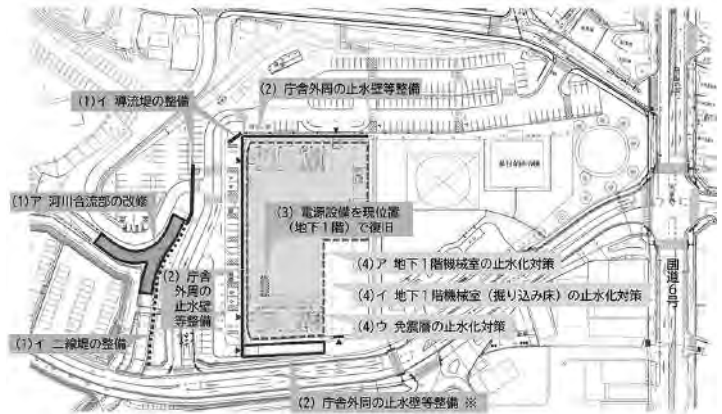 (2) 庁舎外周の止水壁等整備
(1)イ 導流堤の整備
(1)ア 河川合流部の改修
(3) 電源設備を現位置
(地下1階)で復旧
(4)ア 地下1階機械室の止水化対策
(2) 庁舎
外周の
止水壁
等整備
(4)イ 地下1階機械室(掘り込み床)の止水化対策
(4)ウ 免震層の止水化対策
国道6号
(1)イ 二線堤の整備
(2) 庁舎外周の止水壁等整備 ※